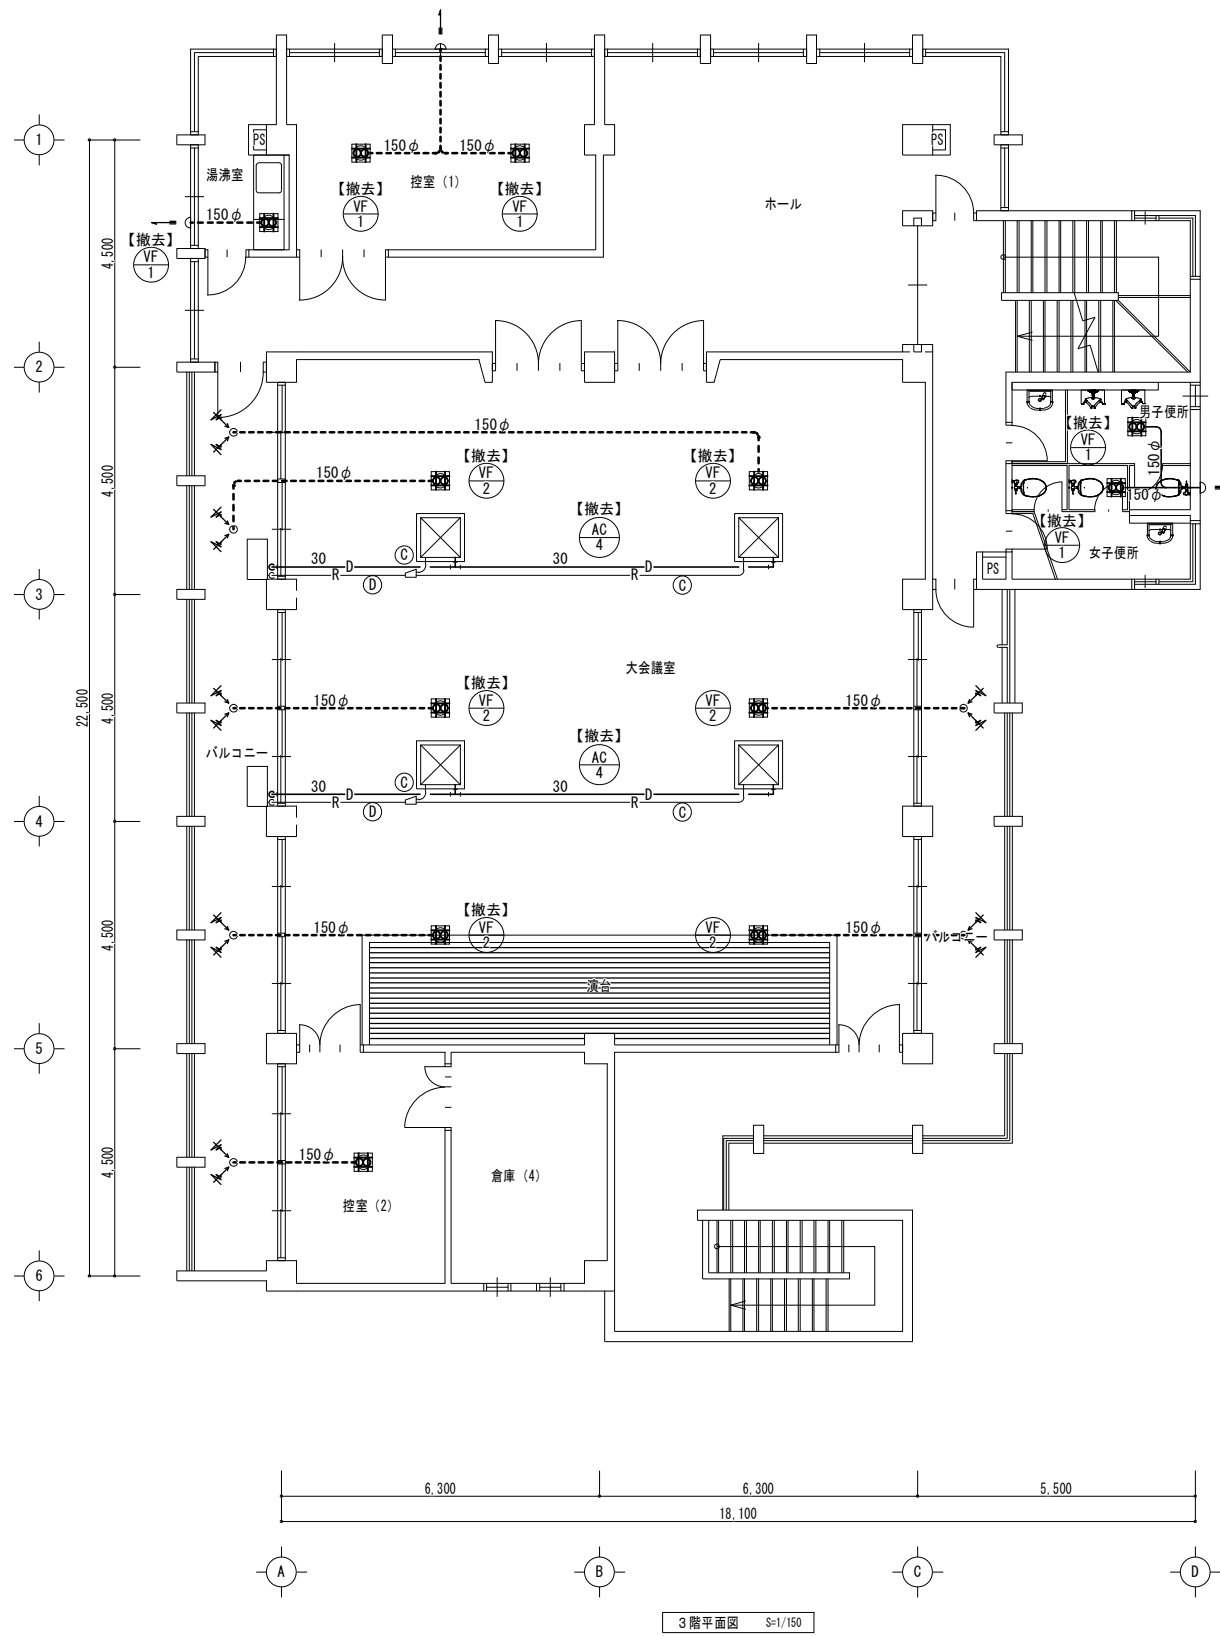 1
PS
150φ
150φ
PS
湯沸室
控室（1）
【撤去】
VF
1
【撤去】
VF
1
ホール
150φ
【撤去】
VF
1
4,500
2
男子便所
【撤去】
VF
1
150φ
150φ
【撤去】
VF
1
女子便所
PS
150φ
150φ
【撤去】
VF
2
【撤去】
VF
2
4,500
【撤去】
AC
4
C
30
D
30
D
R
D
R
C
3
大会議室
22,500
4,500
150φ
【撤去】
VF
2
VF
2
150φ
バルコニー
【撤去】
AC
4
C
30
D
30
D
R
D
R
C
4
4,500
150φ
【撤去】
VF
2
VF
2
150φ
バルコニー
演台
5
4,500
150φ
控室（2）
倉庫（4）
6
6,300
6,300
5,500
18,100
A
B
C
D
3階平面図 S=1/150